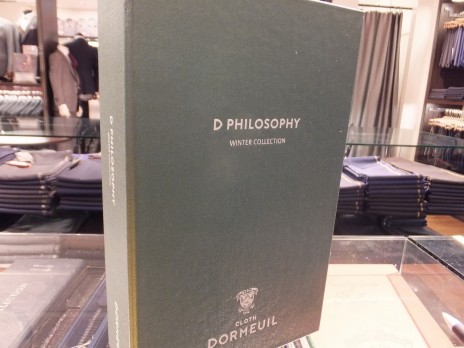 D PHILOSOPHY
WINTER COLLECTION
CLOTH
DORMEUIL
D PHILOSOPHY